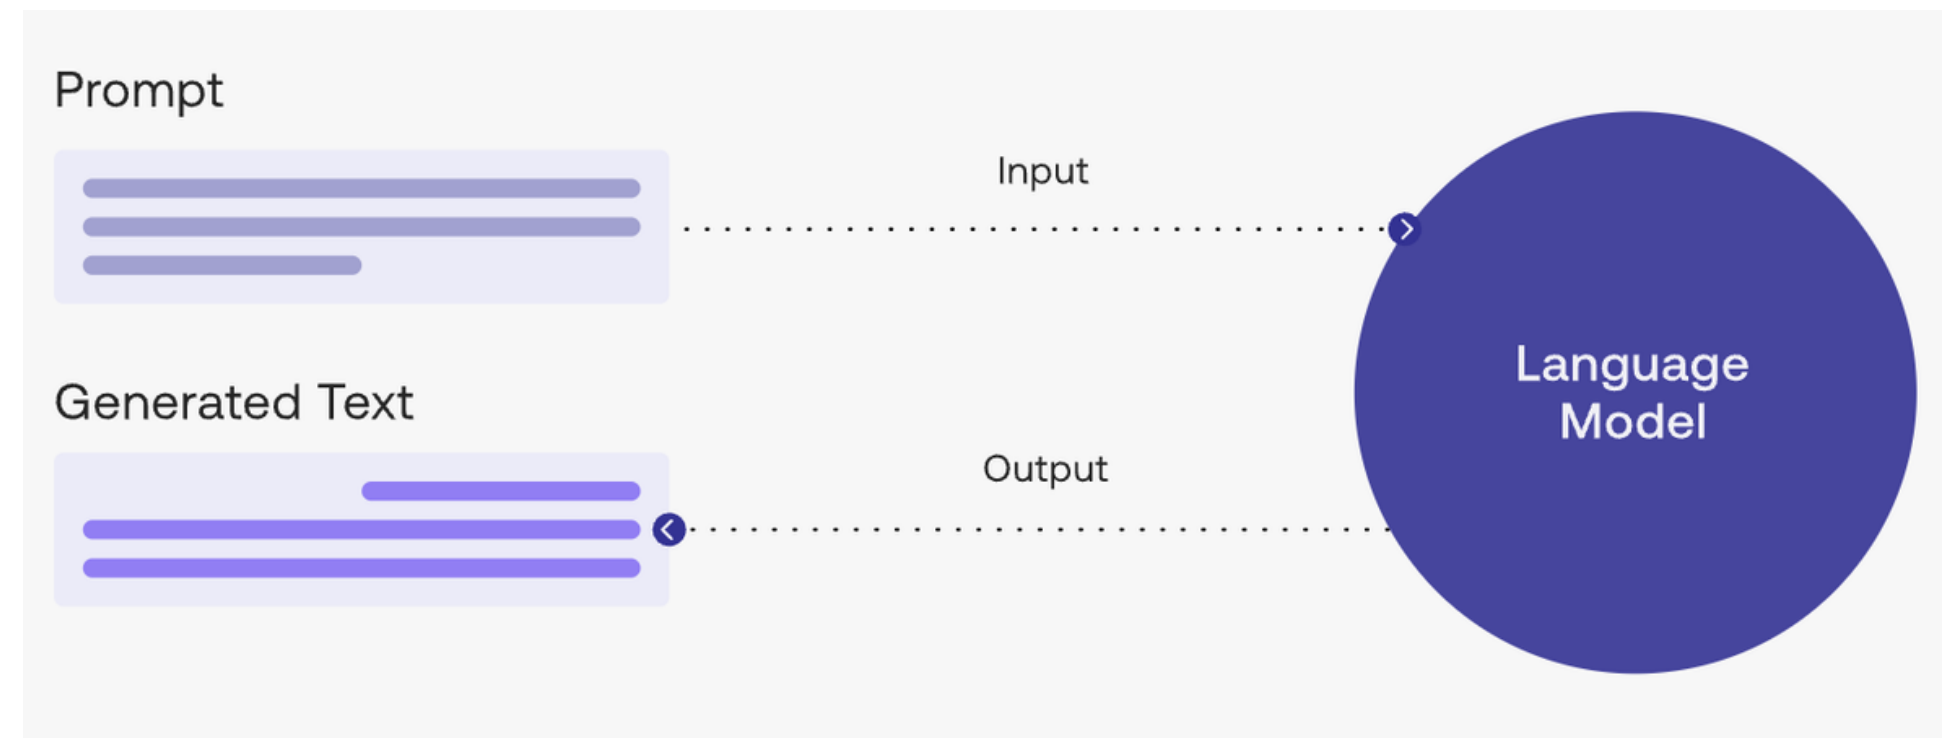 Prompt
Input
Language
Model
Generated Text
Output